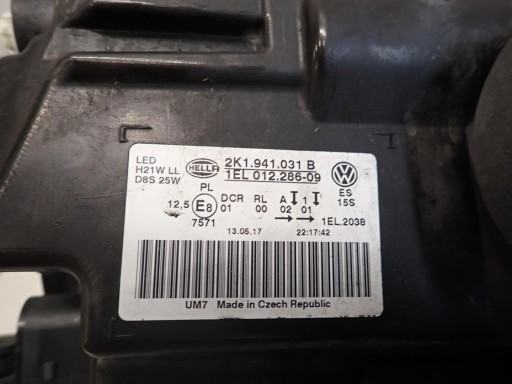 LED
H21W LL
D8S 25W
HELLA
2K1.941.031 B
1EL 012.286-09
PL
ES
15S
12,5
E8
7571
DCR
01
RL
00
A
02
1
01
1EL.2038
13.05.17
22:17:42
UM7 Made in Czech Republic